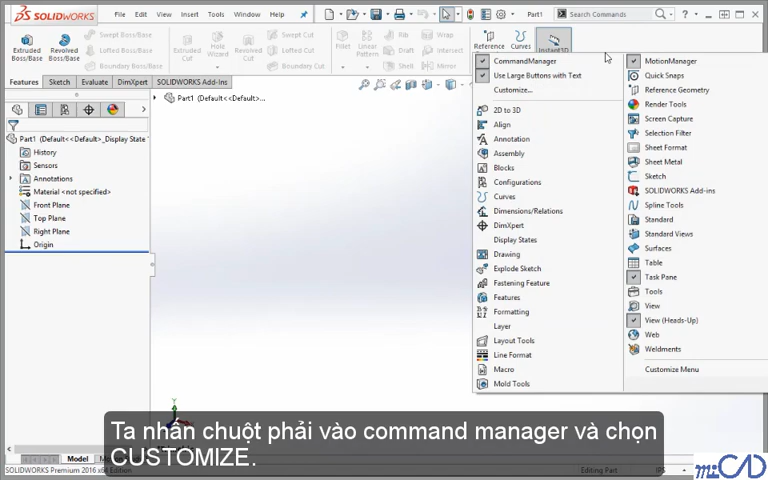 SOLIDWORKS File Edit View Insert Tools Window Help Part1 Search Commands
Extruded Boss/Base
Revolved Boss/Base
Swept Boss/Base
Lofted Boss/Base
Boundary Boss/Base
Extruded Cut
Hole Wizard
Revolved Cut
Swept Cut
Lofted Cut
Boundary Cut
Fillet
Linear Pattern
Rib
Draft
Shell
Wrap
Intersect
Mirror
Reference
Curves
Instant3D
Features Sketch Evaluate DimXpert SOLIDWORKS Add-Ins
Part1 (Default<<Default>...
Part1 (Default<<Default>_Display State
History
Sensors
Annotations
Material <not specified>
Front Plane
Top Plane
Right Plane
Origin
CommandManager
Use Large Buttons with Text
Customize...
2D to 3D
Align
Annotation
Assembly
Blocks
Configurations
Curves
Dimensions/Relations
DimXpert
Display States
Drawing
Explode Sketch
Fastening Feature
Features
Formatting
Layer
Layout Tools
Line Format
Macro
Mold Tools
MotionManager
Quick Snaps
Reference Geometry
Render Tools
Screen Capture
Selection Filter
Sheet Format
Sheet Metal
Sketch
SOLIDWORKS Add-ins
Spline Tools
Standard
Standard Views
Surfaces
Table
Task Pane
Tools
View
View (Heads-Up)
Web
Weldments
Customize Menu
Y
Ta nhấn chuột phải vào command manager và chọn
CUSTOMIZE.
Model
SOLIDWORKS Premium 2016 x64 Edition
Editing Part
IPS
miCAD